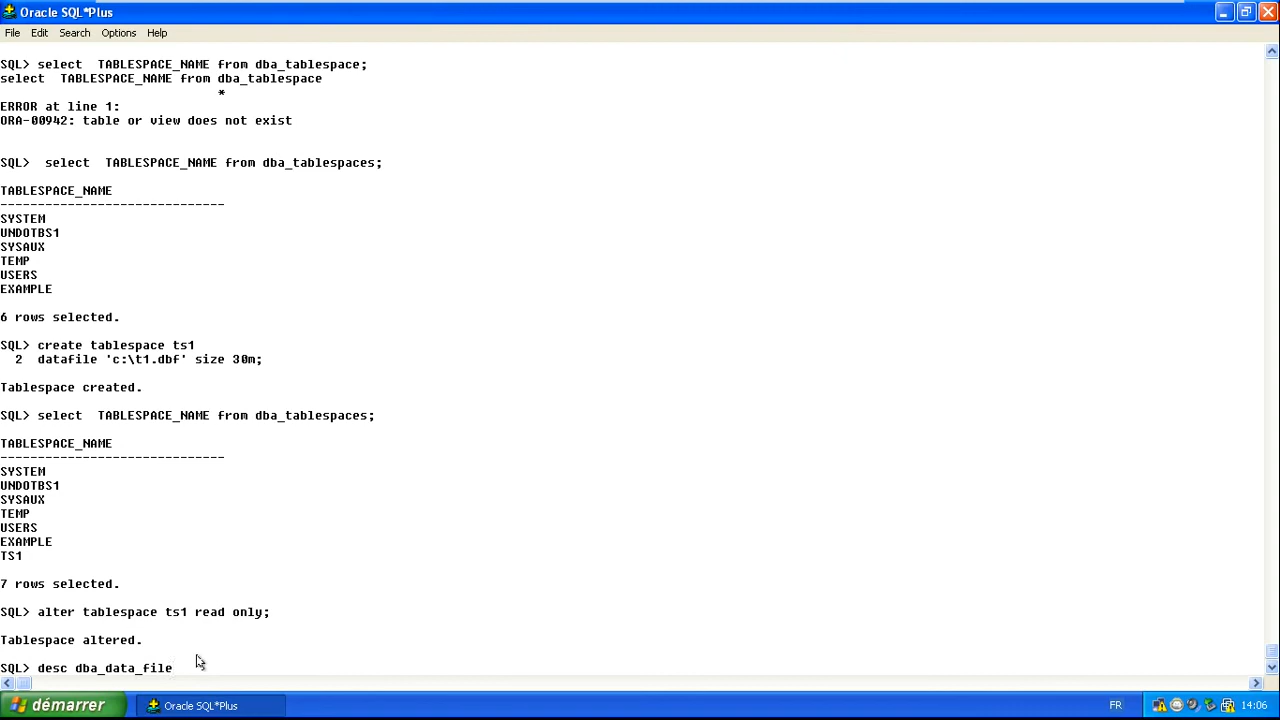 Oracle SQL*Plus
File Edit Search Options Help
SQL> select  TABLESPACE_NAME from dba_tablespace;
select  TABLESPACE_NAME from dba_tablespace
*
ERROR at line 1:
ORA-00942: table or view does not exist
SQL>  select  TABLESPACE_NAME from dba_tablespaces;
TABLESPACE_NAME
------------------------------
SYSTEM
UNDOTBS1
SYSAUX
TEMP
USERS
EXAMPLE
6 rows selected.
SQL> create tablespace ts1
2  datafile 'c:\t1.dbf' size 30m;
Tablespace created.
SQL> select  TABLESPACE_NAME from dba_tablespaces;
TABLESPACE_NAME
------------------------------
SYSTEM
UNDOTBS1
SYSAUX
TEMP
USERS
EXAMPLE
TS1
7 rows selected.
SQL> alter tablespace ts1 read only;
Tablespace altered.
SQL> desc dba_data_file
démarrer Oracle SQL*Plus FR 14:06